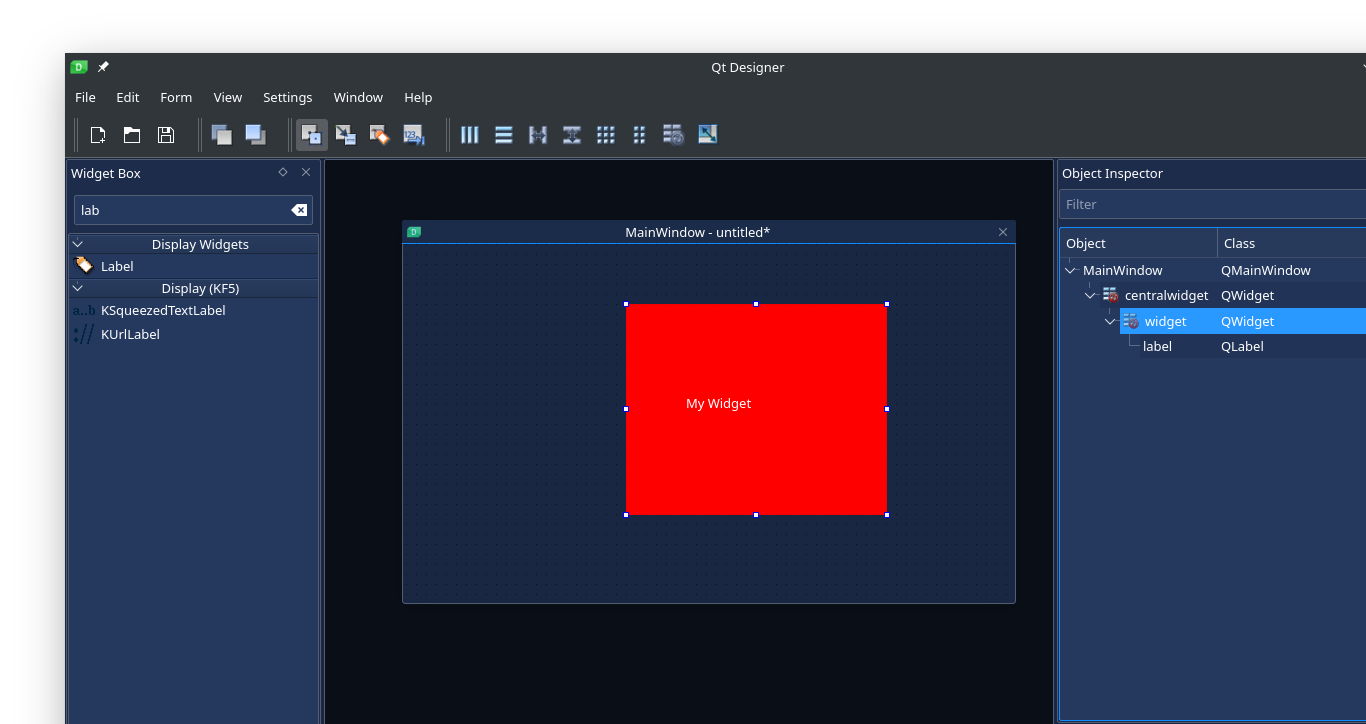 Qt Designer
File Edit Form View Settings Window Help
Widget Box
lab
Display Widgets
Label
Display (KF5)
a..b KSqueezedTextLabel
:// KUrlLabel
MainWindow - untitled*
My Widget
Object Inspector
Filter
Object Class
MainWindow QMainWindow
centralwidget QWidget
widget QWidget
label QLabel